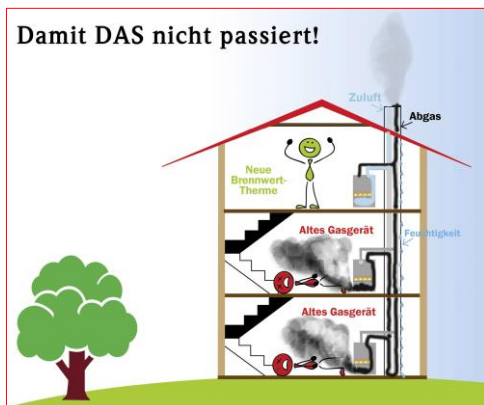 Damit DAS nicht passiert!
Zuluft
Abgas
Neue
Brennwert-
Therme
Altes Gasgerät
Feuchtigkeit
Altes Gasgerät